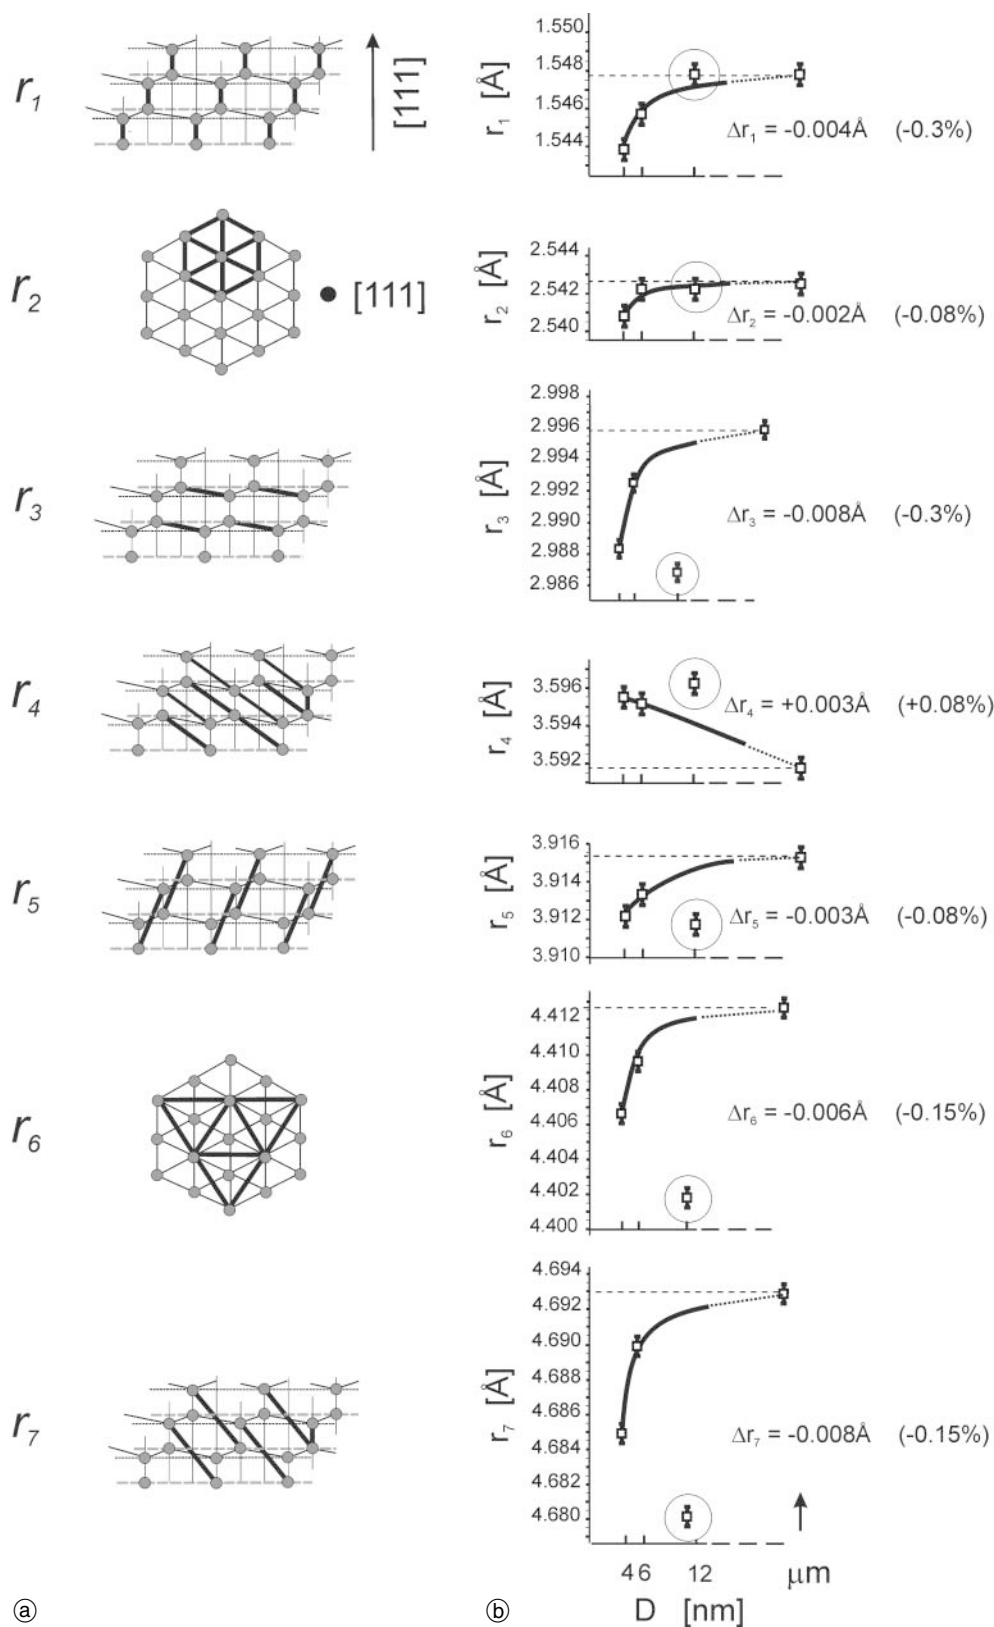 r1
[111]
r1 [Å]
1.550
1.548
1.546
1.544
Δr1 = -0.004Å (-0.3%)
r2
[111]
r2 [Å]
2.544
2.542
2.540
Δr2 = -0.002Å (-0.08%)
r3
r3 [Å]
2.998
2.996
2.994
2.992
2.990
2.988
2.986
Δr3 = -0.008Å (-0.3%)
r4
r4 [Å]
3.596
3.594
3.592
Δr4 = +0.003Å (+0.08%)
r5
r5 [Å]
3.916
3.914
3.912
3.910
Δr5 = -0.003Å (-0.08%)
r6
r6 [Å]
4.412
4.410
4.408
4.406
4.404
4.402
4.400
Δr6 = -0.006Å (-0.15%)
r7
r7 [Å]
4.694
4.692
4.690
4.688
4.686
4.684
4.682
4.680
Δr7 = -0.008Å (-0.15%)
4 6 12 μm
D [nm]
ⓐ
ⓑ